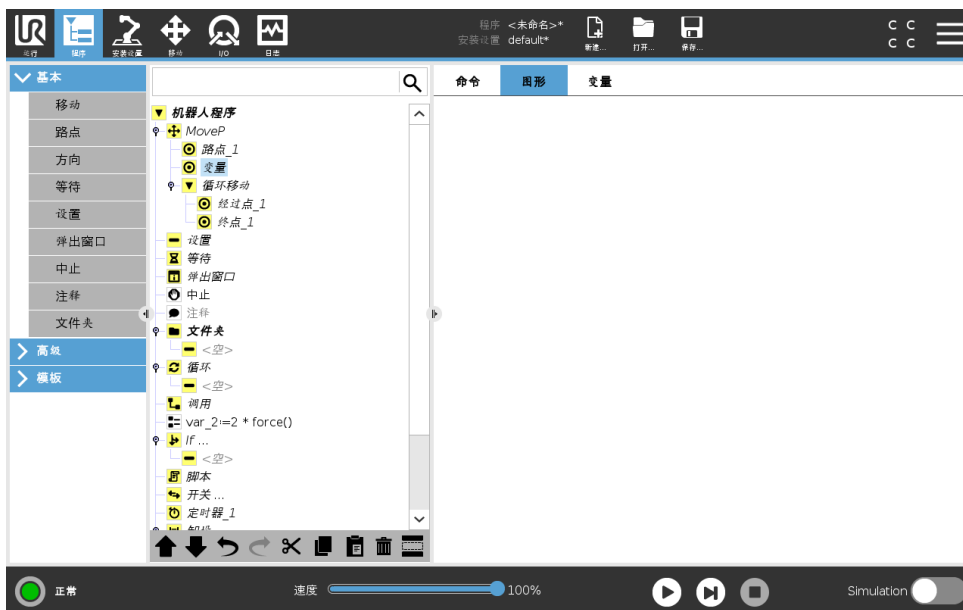 程序 <未命名>*
安装设置 default*
运行
程序
安装设置
移动
I/O
日志
新建...
打开...
保存...
C C
C C
基本
移动
路点
方向
等待
设置
弹出窗口
中止
注释
文件夹
高级
模板
机器人程序
MoveP
路点_1
变量
循环移动
经过点_1
终点_1
设置
等待
弹出窗口
中止
注释
文件夹
<空>
循环
<空>
调用
var_2:=2 * force()
If ...
<空>
脚本
开关 ...
定时器_1
命令
图形
变量
正常
速度
100%
Simulation